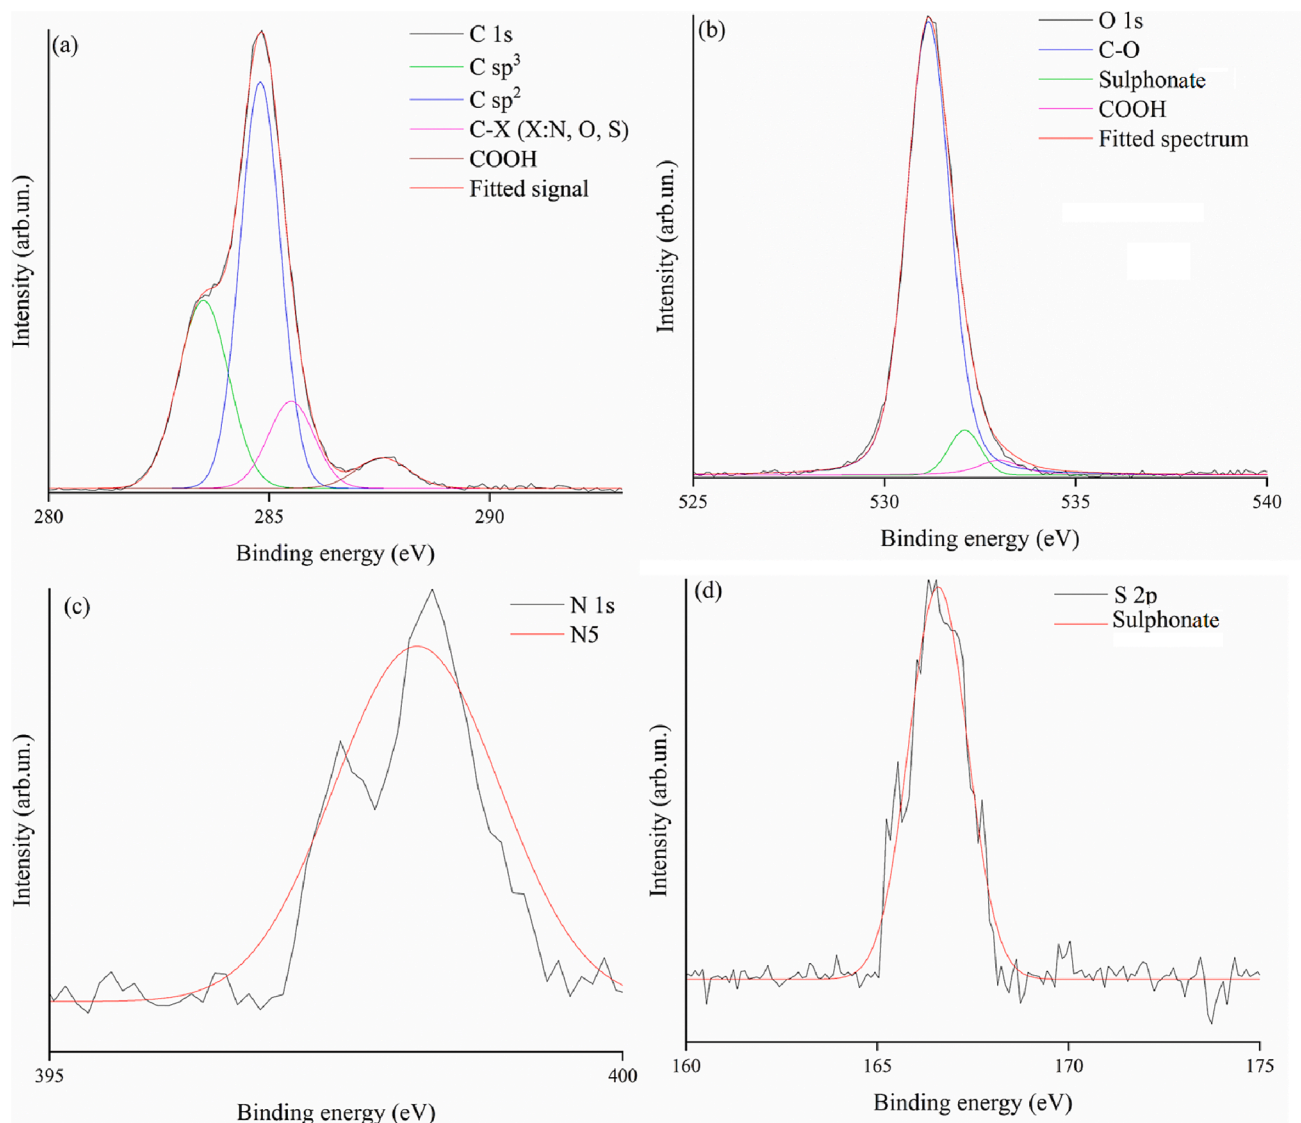 (a)
C 1s
C sp3
C sp2
C-X (X:N, O, S)
COOH
Fitted signal
Intensity (arb.un.)
280 285 290
Binding energy (eV)
(b)
O 1s
C-O
Sulphonate
COOH
Fitted spectrum
Intensity (arb.un.)
525 530 535 540
Binding energy (eV)
(c)
N 1s
N5
Intensity (arb.un.)
395 400
Binding energy (eV)
(d)
S 2p
Sulphonate
Intensity (arb.un.)
160 165 170 175
Binding energy (eV)